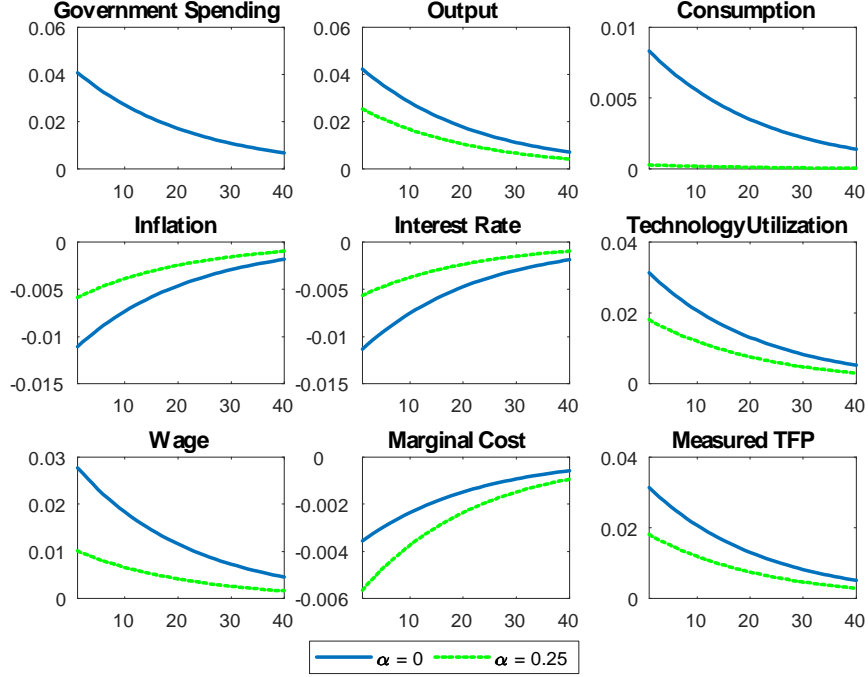 Government Spending
Output
Consumption
0.06
0.04
0.02
0
10 20 30 40
0.06
0.04
0.02
0
10 20 30 40
0.01
0.005
0
10 20 30 40
Inflation
Interest Rate
Technology Utilization
0
-0.005
-0.01
-0.015
10 20 30 40
0
-0.005
-0.01
-0.015
10 20 30 40
0.04
0.02
0
10 20 30 40
Wage
Marginal Cost
Measured TFP
0.03
0.02
0.01
0
10 20 30 40
0
-0.002
-0.004
-0.006
10 20 30 40
0.04
0.02
0
10 20 30 40
α = 0 α = 0.25